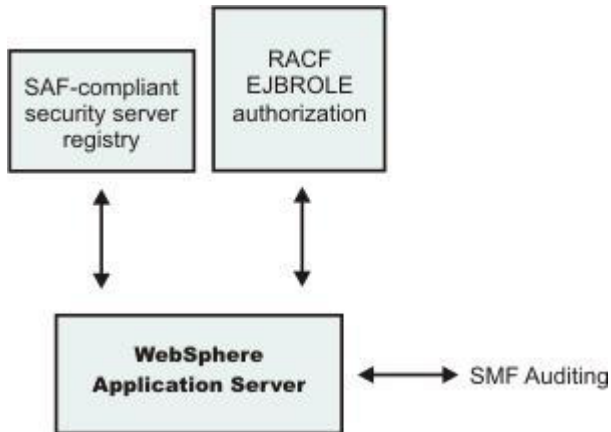 SAF-compliant
security server
registry
RACF
EJBROLE
authorization
WebSphere
Application Server
SMF Auditing